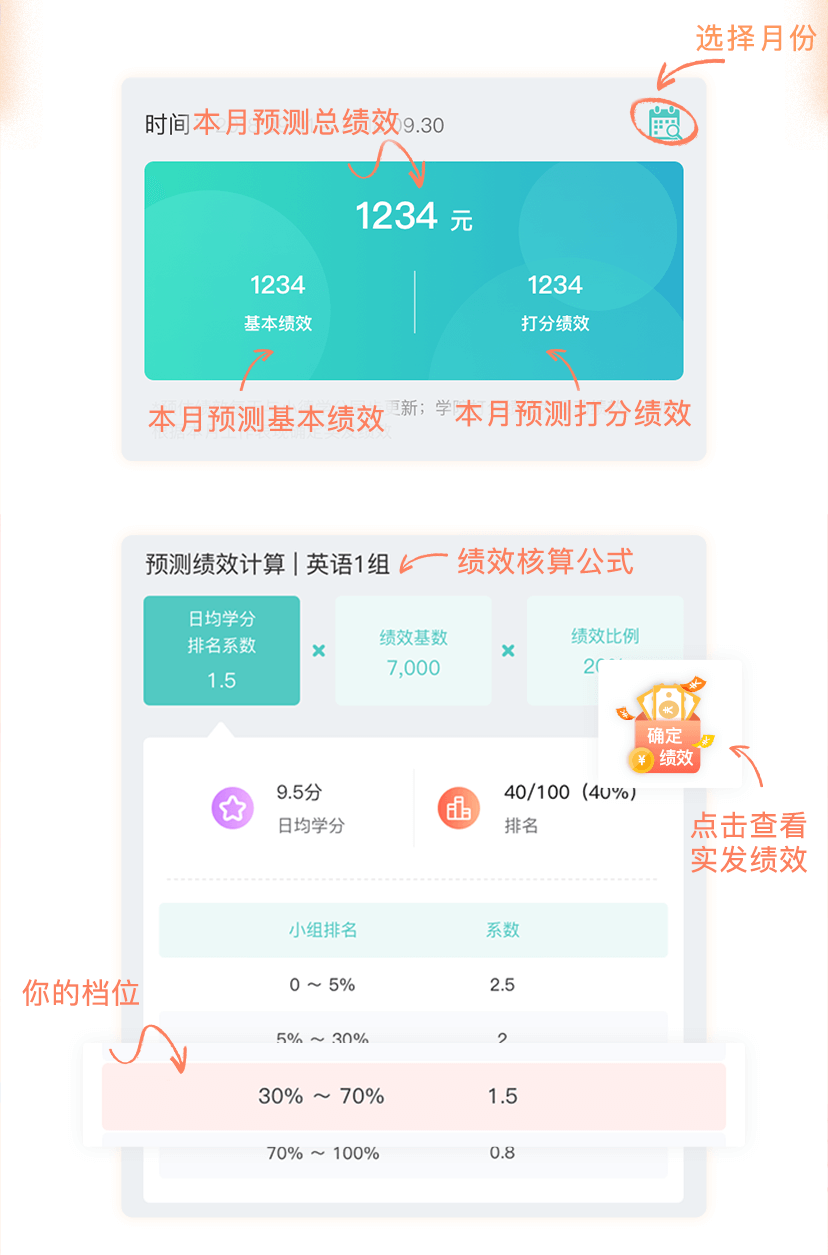 选择月份
时间
本月预测总绩效
09.30
1234 元
1234
1234
基本绩效
打分绩效
更新；学
本月预测基本绩效
本月预测打分绩效
预测绩效计算 | 英语1组
绩效核算公式
日均学分
排名系数
1.5
×
绩效基数
7,000
×
绩效比例
确定
绩效
点击查看
实发绩效
9.5分
日均学分
40/100（40%）
排名
小组排名 系数
0 ～ 5% 2.5
你的档位
5% ～ 30% 2
30% ～ 70% 1.5
70% ～ 100% 0.8